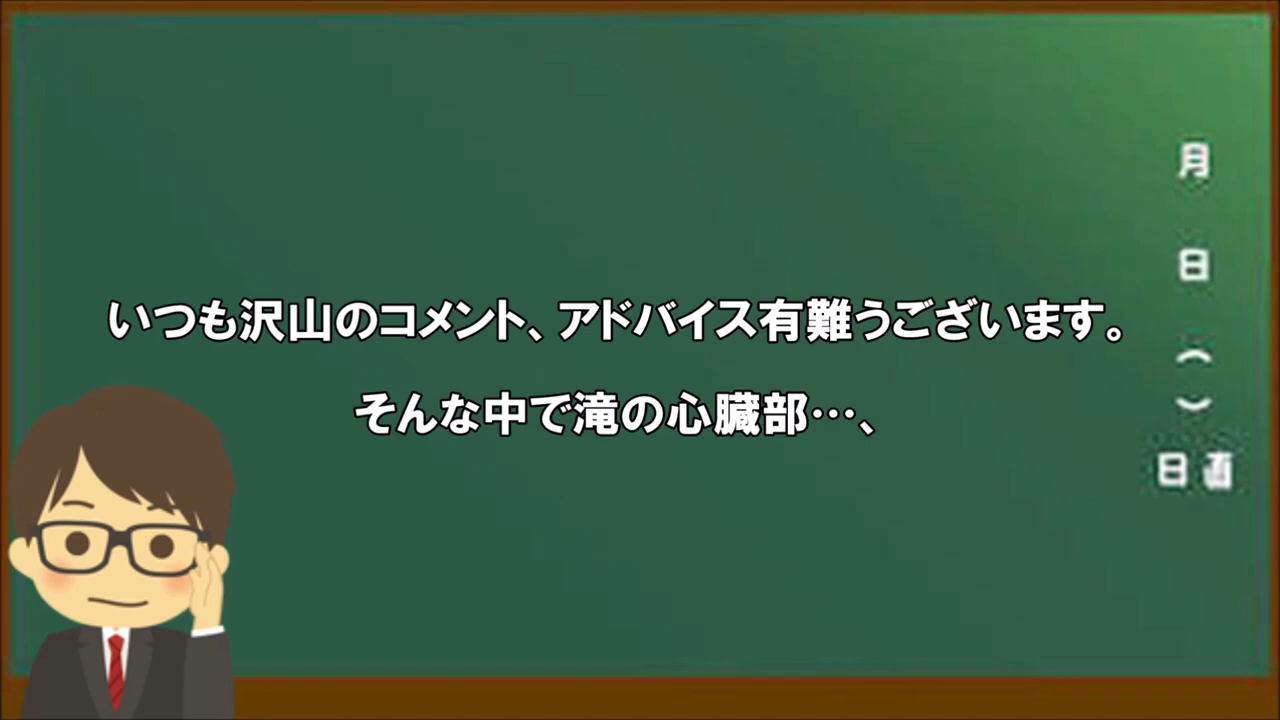 いつも沢山のコメント、アドバイス有難うございます。
そんな中で滝の心臓部…、
月
日
︵
︶
日直